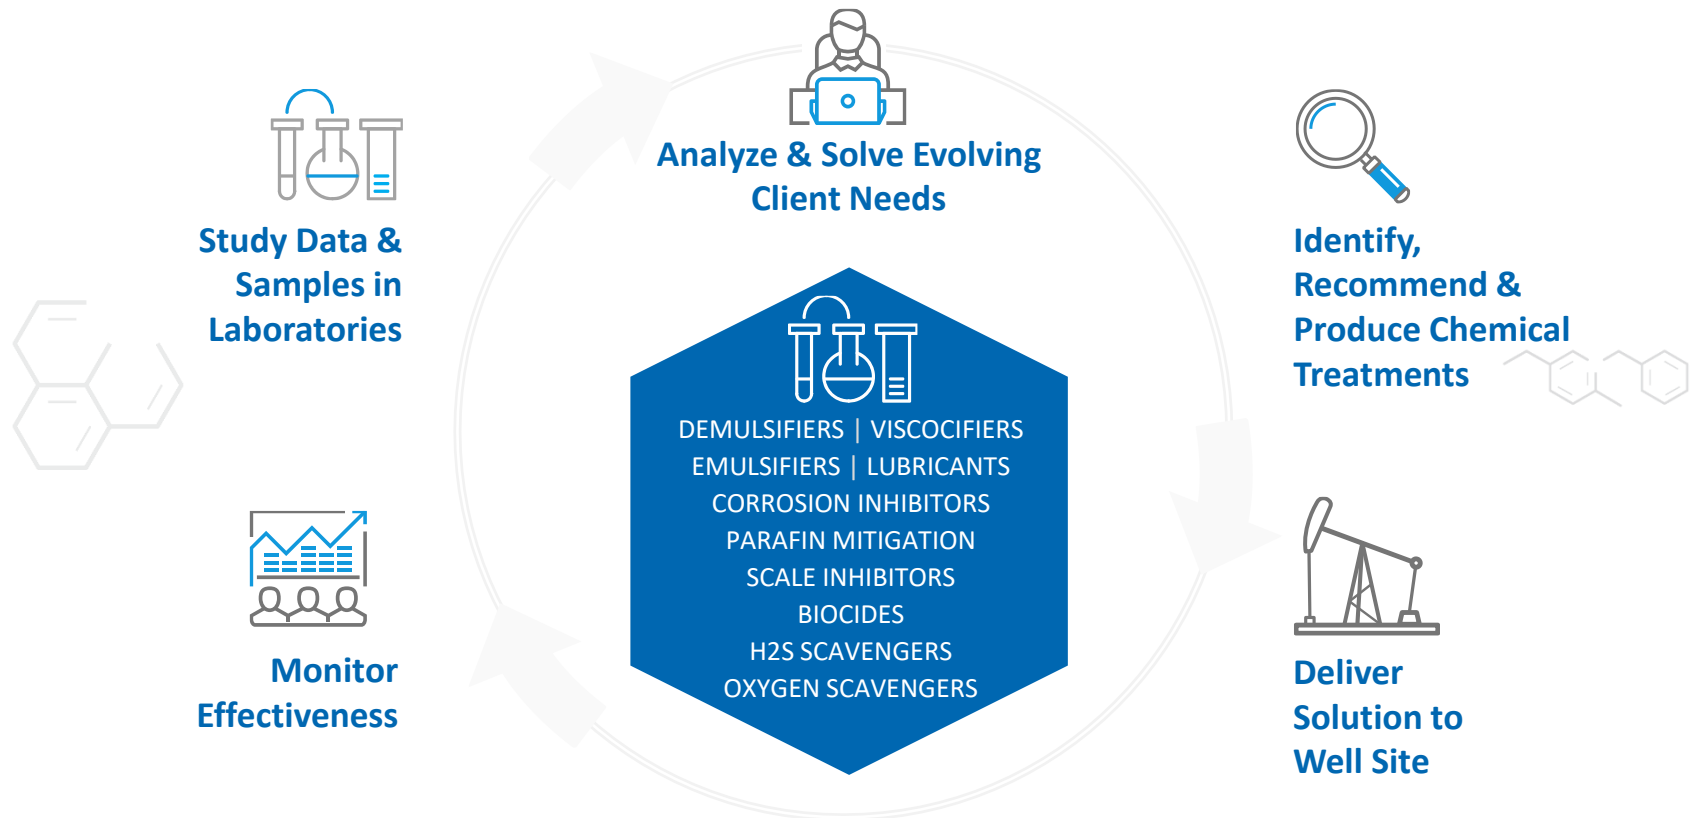 Analyze & Solve Evolving
Client Needs
Study Data &
Samples in
Laboratories
Identify,
Recommend &
Produce Chemical
Treatments
DEMULSIFIERS | VISCOCIFIERS
EMULSIFIERS | LUBRICANTS
CORROSION INHIBITORS
PARAFIN MITIGATION
SCALE INHIBITORS
BIOCIDES
H2S SCAVENGERS
OXYGEN SCAVENGERS
Monitor
Effectiveness
Deliver
Solution to
Well Site